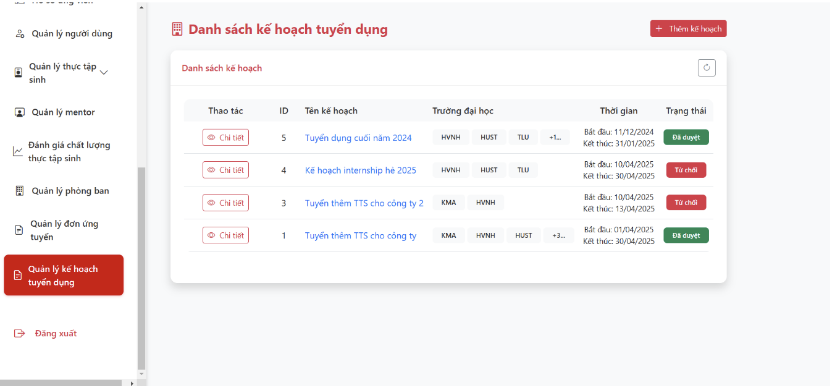 Quản lý người dùng
Quản lý thực tập
sinh
Quản lý mentor
Đánh giá chất lượng
thực tập sinh
Quản lý phòng ban
Quản lý đơn ứng
tuyển
Quản lý kế hoạch
tuyển dụng
Đăng xuất
Danh sách kế hoạch tuyển dụng
+ Thêm kế hoạch
Danh sách kế hoạch
Thao tác ID Tên kế hoạch Trường đại học Thời gian Trạng thái
Chi tiết 5 Tuyển dụng cuối năm 2024 HVNH HUST TLU +1... Bắt đầu: 11/12/2024 Đã duyệt
Kết thúc: 31/01/2025
Chi tiết 4 Kế hoạch internship hè 2025 HVNH HUST TLU Bắt đầu: 10/04/2025 Từ chối
Kết thúc: 30/04/2025
Chi tiết 3 Tuyển thêm TTS cho công ty 2 KMA HVNH Bắt đầu: 10/04/2025 Từ chối
Kết thúc: 13/04/2025
Chi tiết 1 Tuyển thêm TTS cho công ty KMA HVNH HUST +3... Bắt đầu: 01/04/2025 Đã duyệt
Kết thúc: 30/04/2025